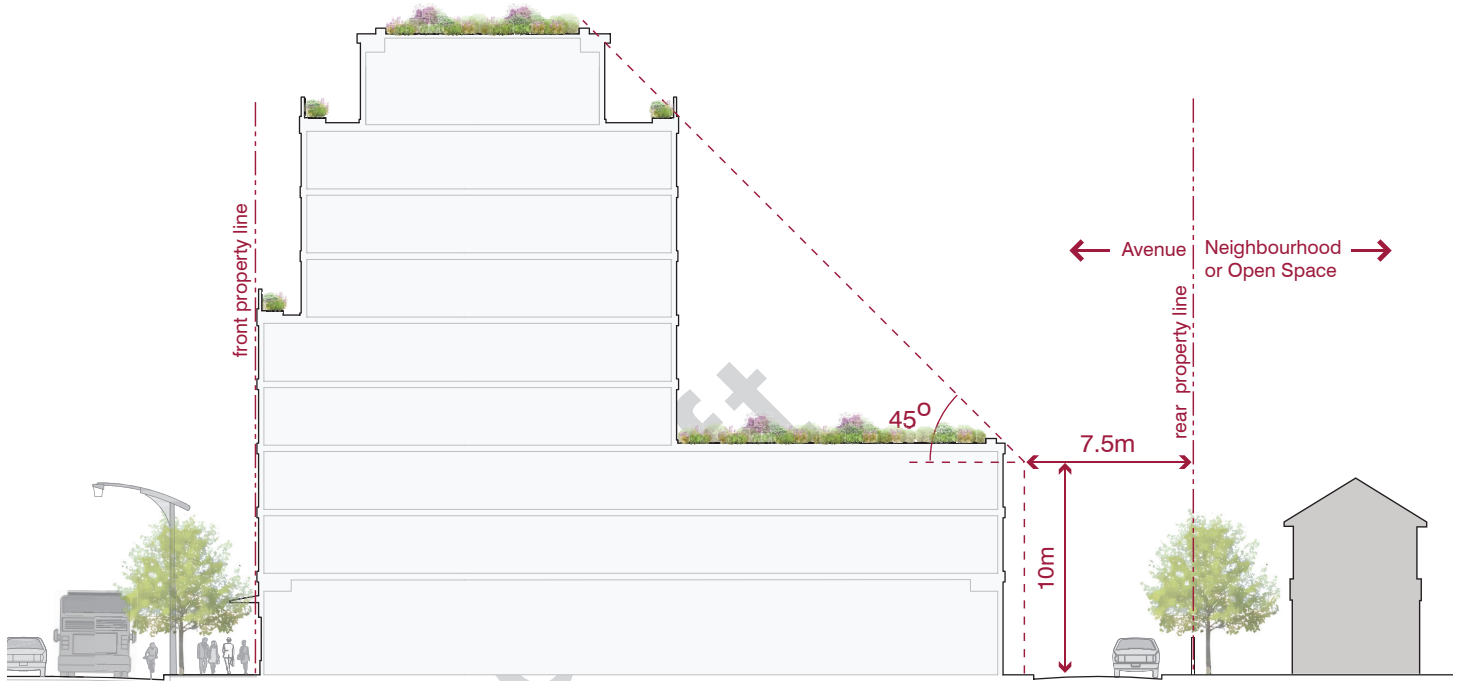 front property line
45°
7.5m
10m
Avenue
Neighbourhood
or Open Space
rear property line